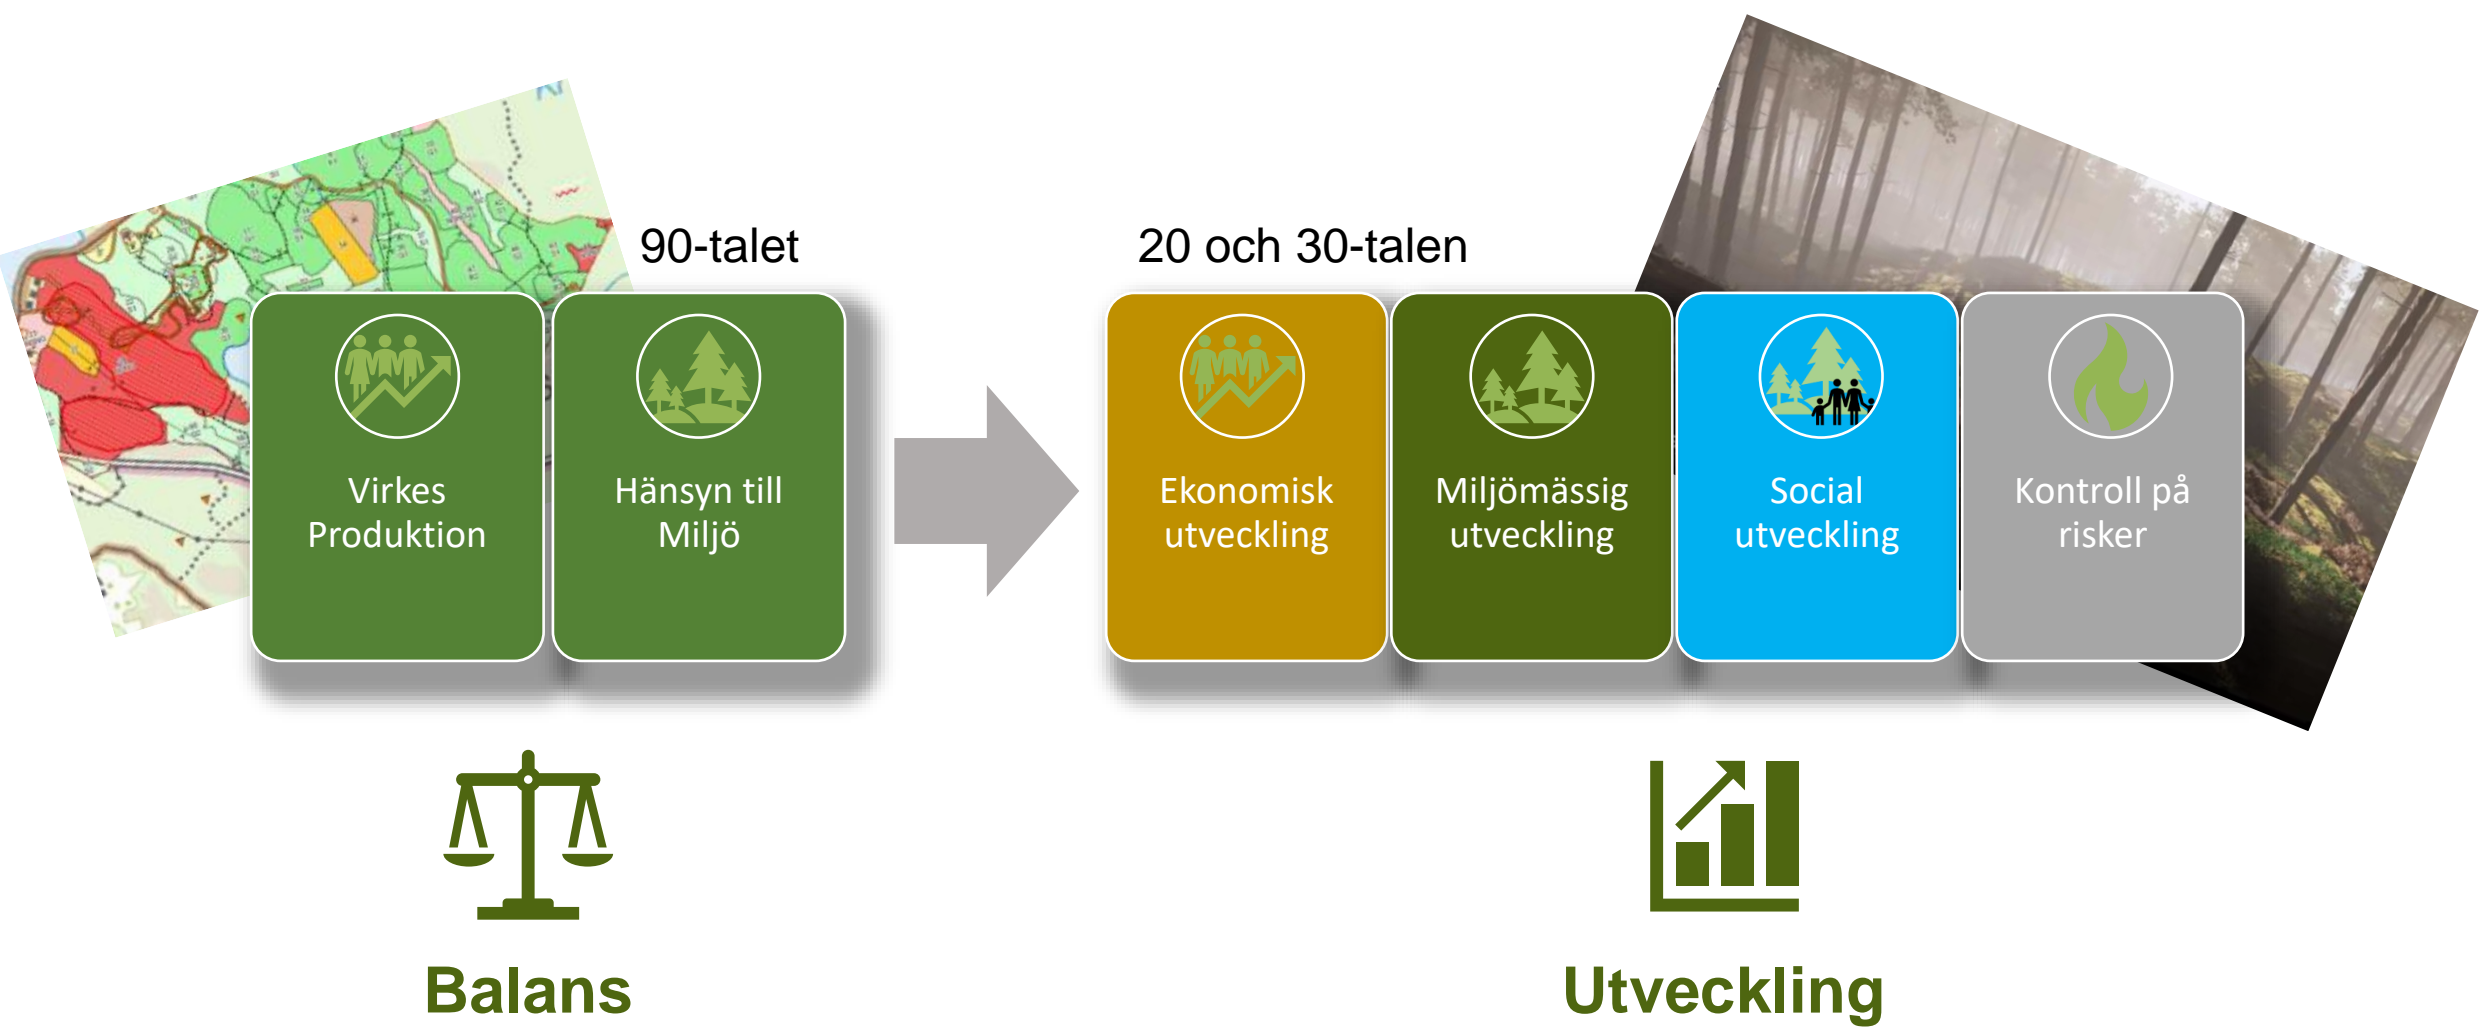 90-talet
20 och 30-talen
Virkes
Produktion
Hänsyn till
Miljö
Ekonomisk
utveckling
Miljömässig
utveckling
Social
utveckling
Kontroll på
risker
Balans
Utveckling